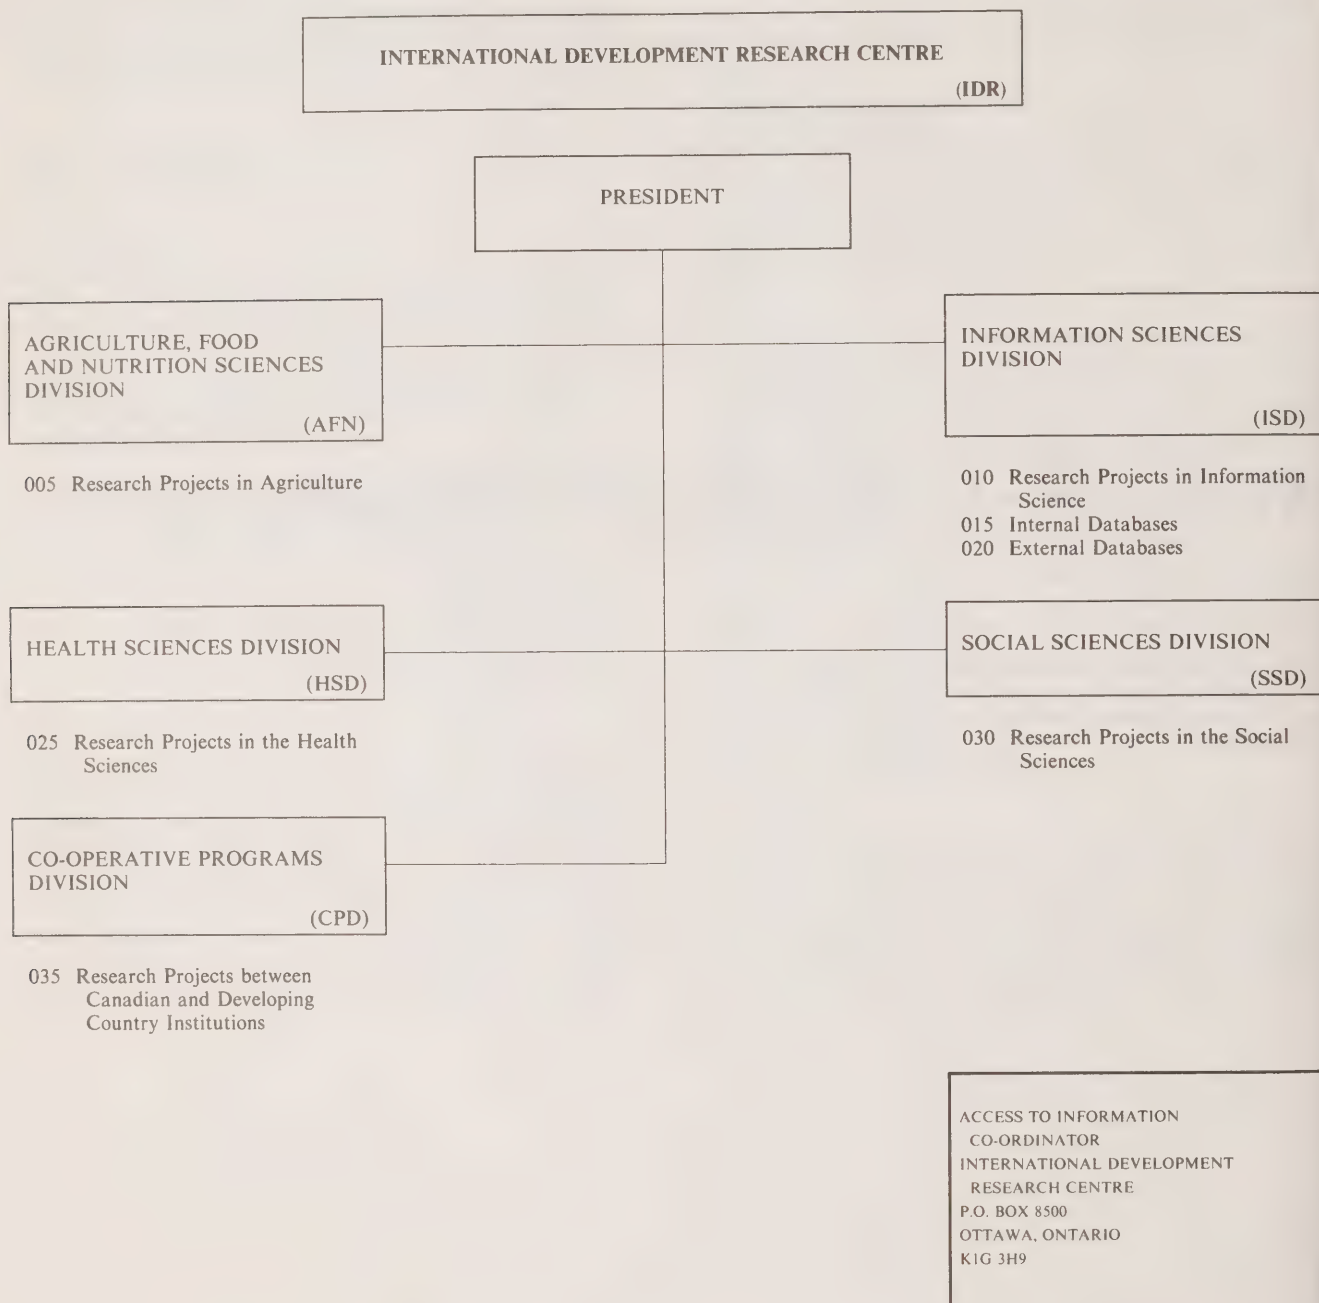 INTERNATIONAL DEVELOPMENT RESEARCH CENTRE
(IDR)
PRESIDENT
AGRICULTURE, FOOD
AND NUTRITION SCIENCES
DIVISION
(AFN)
005 Research Projects in Agriculture
INFORMATION SCIENCES
DIVISION
(ISD)
010 Research Projects in Information
Science
015 Internal Databases
020 External Databases
HEALTH SCIENCES DIVISION
(HSD)
025 Research Projects in the Health
Sciences
SOCIAL SCIENCES DIVISION
(SSD)
030 Research Projects in the Social
Sciences
CO-OPERATIVE PROGRAMS
DIVISION
(CPD)
035 Research Projects between
Canadian and Developing
Country Institutions
ACCESS TO INFORMATION
CO-ORDINATOR
INTERNATIONAL DEVELOPMENT
RESEARCH CENTRE
P.O. BOX 8500
OTTAWA, ONTARIO
K1G 3H9